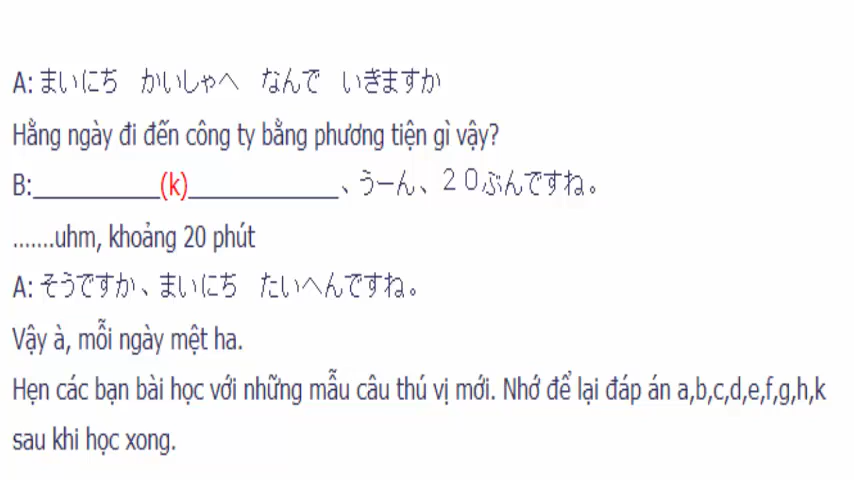 A: まいにち　かいしゃへ　なんで　いきますか
Hằng ngày đi đến công ty bằng phương tiện gì vậy?
B:__________(k)____________、うーん、２０ぶんですね。
.......uhm, khoảng 20 phút
A: そうですか、まいにち　たいへんですね。
Vậy à, mỗi ngày mệt ha.
Hẹn các bạn bài học với những mẫu câu thú vị mới. Nhớ để lại đáp án a,b,c,d,e,f,g,h,k
sau khi học xong.